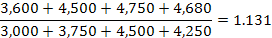 3,600 + 4,500 + 4,750 + 4,680
3,000 + 3,750 + 4,500 + 4,250 = 1.131